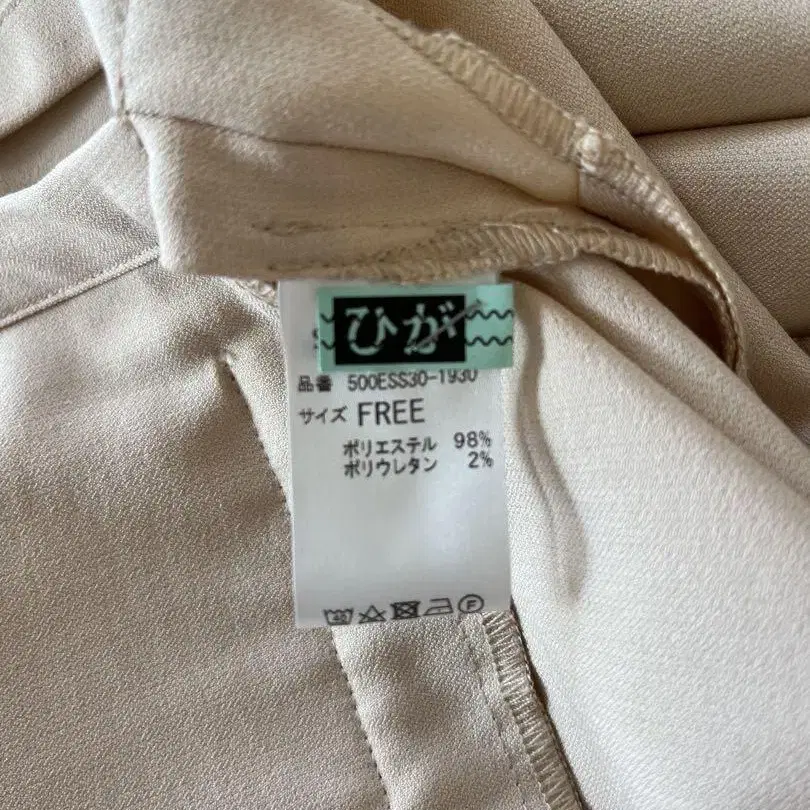 ひが
品番 500ESS30-1930
サイズ FREE
ポリエステル 98%
ポリウレタン 2%
40
F